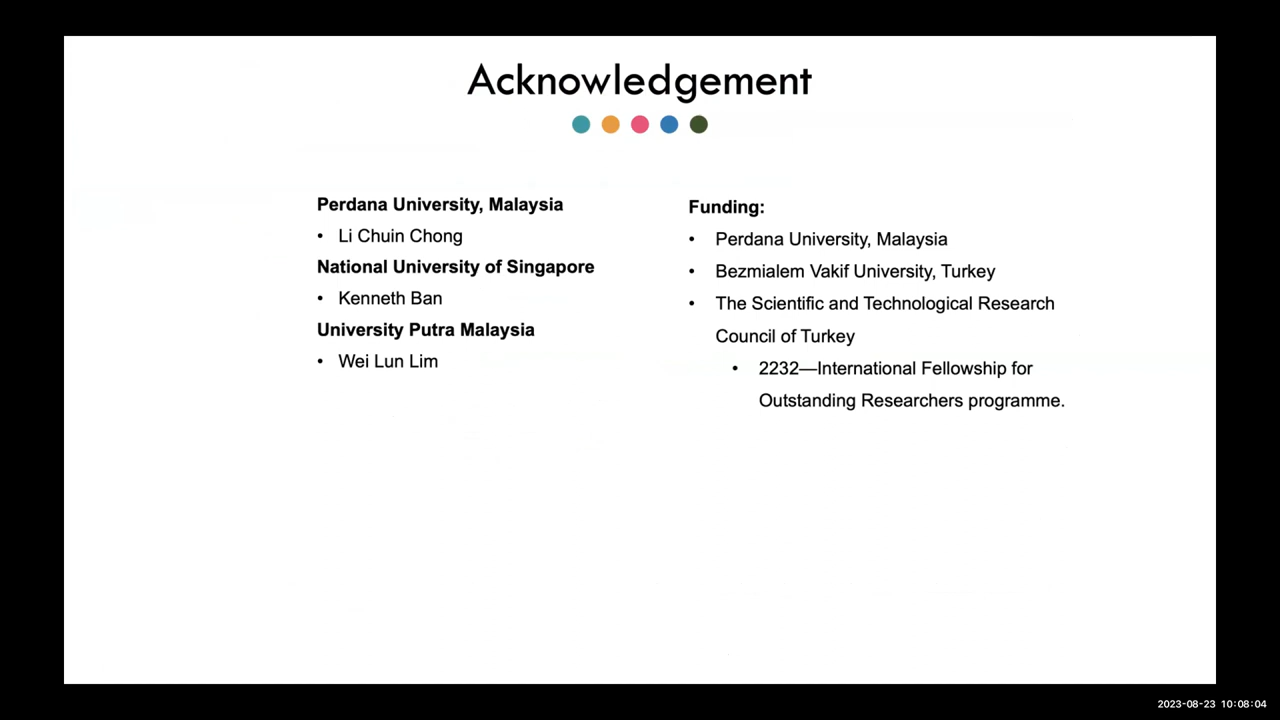 Acknowledgement
Perdana University, Malaysia
• Li Chuin Chong
National University of Singapore
• Kenneth Ban
University Putra Malaysia
• Wei Lun Lim
Funding:
• Perdana University, Malaysia
• Bezmialem Vakif University, Turkey
• The Scientific and Technological Research
Council of Turkey
• 2232—International Fellowship for
Outstanding Researchers programme.
2023-08-23 10:08:04